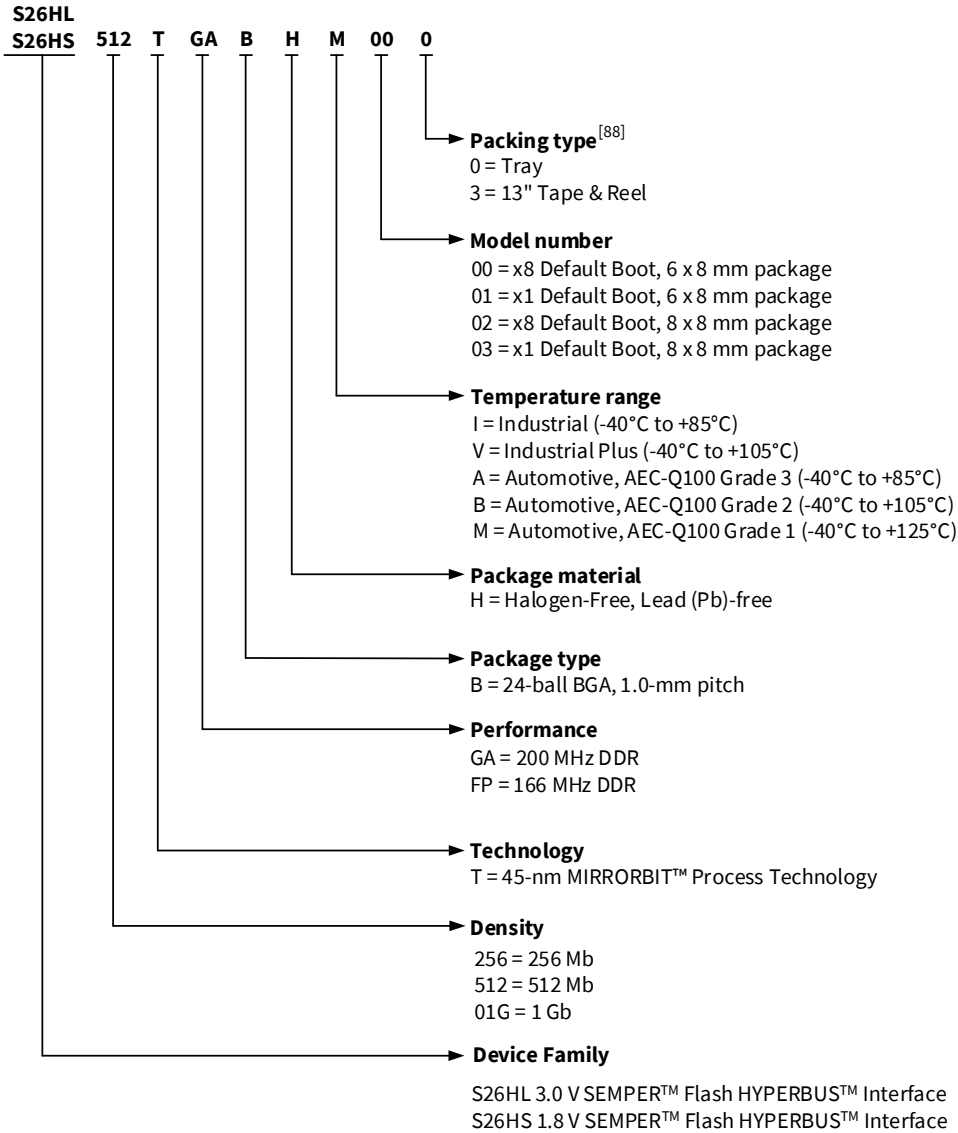 S26HL
S26HS 512 T GA B H M 00 0
Packing type[88]
0 = Tray
3 = 13" Tape & Reel
Model number
00 = x8 Default Boot, 6 x 8 mm package
01 = x1 Default Boot, 6 x 8 mm package
02 = x8 Default Boot, 8 x 8 mm package
03 = x1 Default Boot, 8 x 8 mm package
Temperature range
I = Industrial (-40°C to +85°C)
V = Industrial Plus (-40°C to +105°C)
A = Automotive, AEC-Q100 Grade 3 (-40°C to +85°C)
B = Automotive, AEC-Q100 Grade 2 (-40°C to +105°C)
M = Automotive, AEC-Q100 Grade 1 (-40°C to +125°C)
Package material
H = Halogen-Free, Lead (Pb)-free
Package type
B = 24-ball BGA, 1.0-mm pitch
Performance
GA = 200 MHz DDR
FP = 166 MHz DDR
Technology
T = 45-nm MIRRORBIT™ Process Technology
Density
256 = 256 Mb
512 = 512 Mb
01G = 1 Gb
Device Family
S26HL 3.0 V SEMPER™ Flash HYPERBUS™ Interface
S26HS 1.8 V SEMPER™ Flash HYPERBUS™ Interface